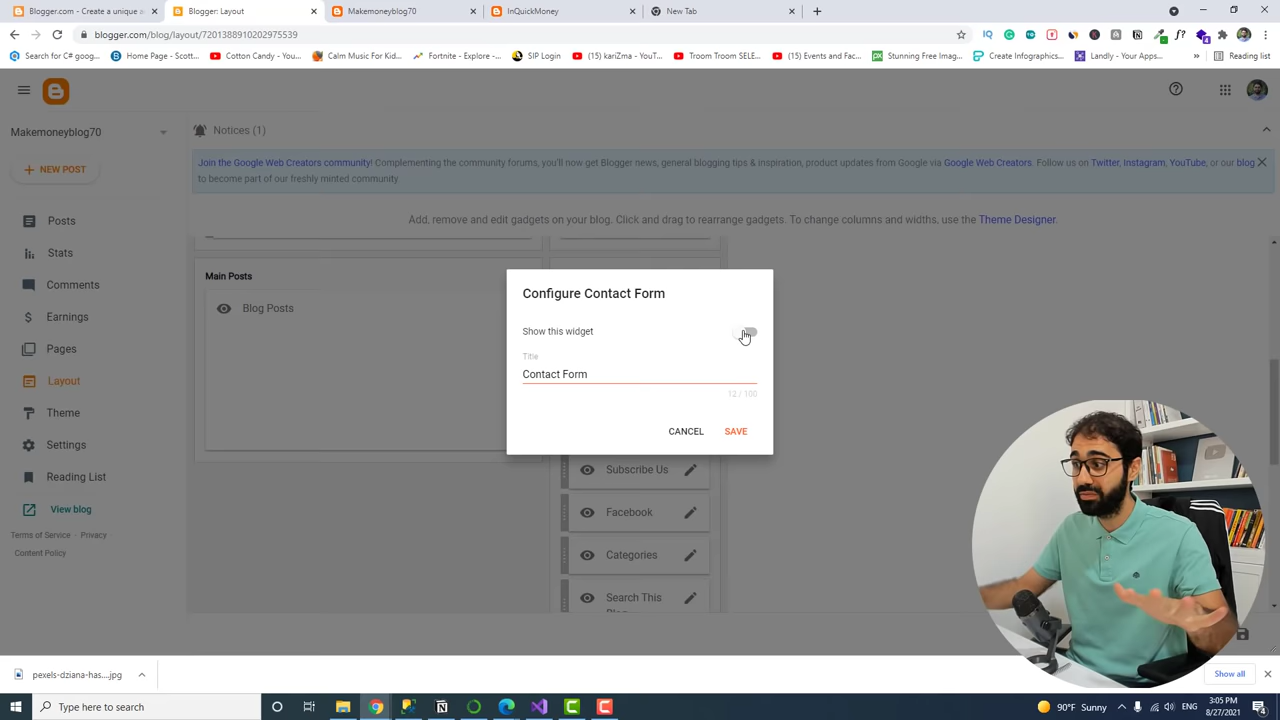 Blogger.com - Create a unique a
Blogger: Layout
Makemoneyblog70
InQuickMoney
New Tab
blogger.com/blog/layout/7201388910202975539
Search for C# goog...
Home Page - Scott...
Cotton Candy - You...
Calm Music For Kid...
Fortnite - Explore -...
SIP Login
(15) kariZma - YouT...
Troom Troom SELE...
(15) Events and Fac...
Stunning Free Imag...
Create Infographics...
Landly - Your Apps...
»
Reading list
Makemoneyblog70
Notices (1)
NEW POST
Join the Google Web Creators community! Complementing the community forums, you'll now get Blogger news, general blogging tips & inspiration, product updates from Google via Google Web Creators. Follow us on Twitter, Instagram, YouTube, or our blog
to become part of our freshly minted community.
Add, remove and edit gadgets on your blog. Click and drag to rearrange gadgets. To change columns and widths, use the Theme Designer.
Posts
Stats
Comments
Earnings
Pages
Layout
Theme
Settings
Reading List
View blog
Terms of Service · Privacy ·
Content Policy
Main Posts
Blog Posts
Configure Contact Form
Show this widget
Title
Contact Form
12 / 100
CANCEL
SAVE
Subscribe Us
Facebook
Categories
Search This
pexels-dziana-has....jpg
Show all
Type here to search
90°F Sunny
ENG
3:05 PM
8/27/2021
4